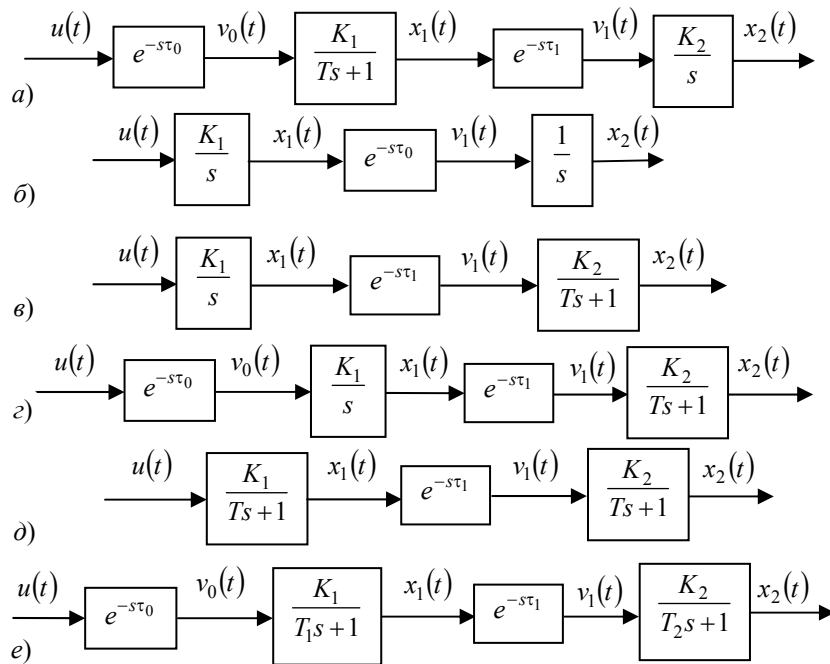 u(t) e^{−sτ₀} v₀(t) K₁/(Ts+1) x₁(t) e^{−sτ₁} v₁(t) K₂/s x₂(t)
а)
u(t) K₁/s x₁(t) e^{−sτ₀} v₁(t) 1/s x₂(t)
б)
u(t) K₁/s x₁(t) e^{−sτ₁} v₁(t) K₂/(Ts+1) x₂(t)
в)
u(t) e^{−sτ₀} v₀(t) K₁/s x₁(t) e^{−sτ₁} v₁(t) K₂/(Ts+1) x₂(t)
г)
u(t) K₁/(Ts+1) x₁(t) e^{−sτ₁} v₁(t) K₂/(Ts+1) x₂(t)
д)
u(t) e^{−sτ₀} v₀(t) K₁/(T₁s+1) x₁(t) e^{−sτ₁} v₁(t) K₂/(T₂s+1) x₂(t)
е)